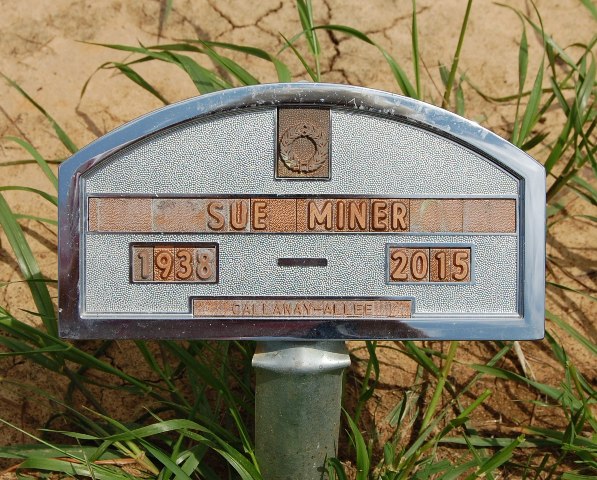 SUE MINER
1938 – 2015
CALLAWAY-ALLEE